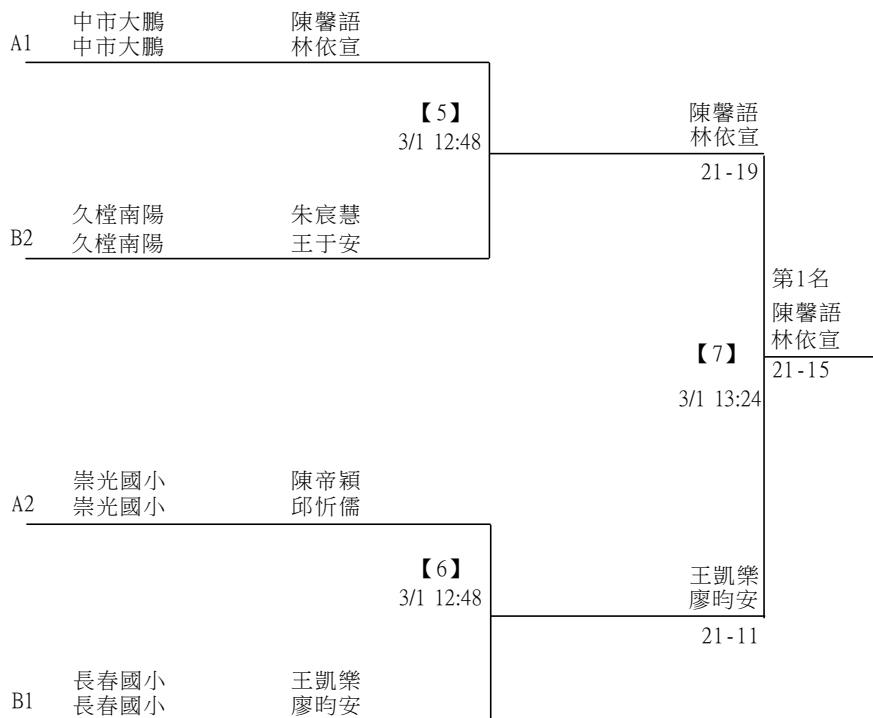 A1 中市大鵬 陳馨語
中市大鵬 林依宣
【5】
3/1 12:48
陳馨語
林依宣
21-19
B2 久樘南陽 朱宸慧
久樘南陽 王于安
第1名
陳馨語
林依宣
21-15
【7】
3/1 13:24
A2 崇光國小 陳帝穎
崇光國小 邱忻儒
【6】
3/1 12:48
王凱樂
廖昀安
21-11
B1 長春國小 王凱樂
長春國小 廖昀安